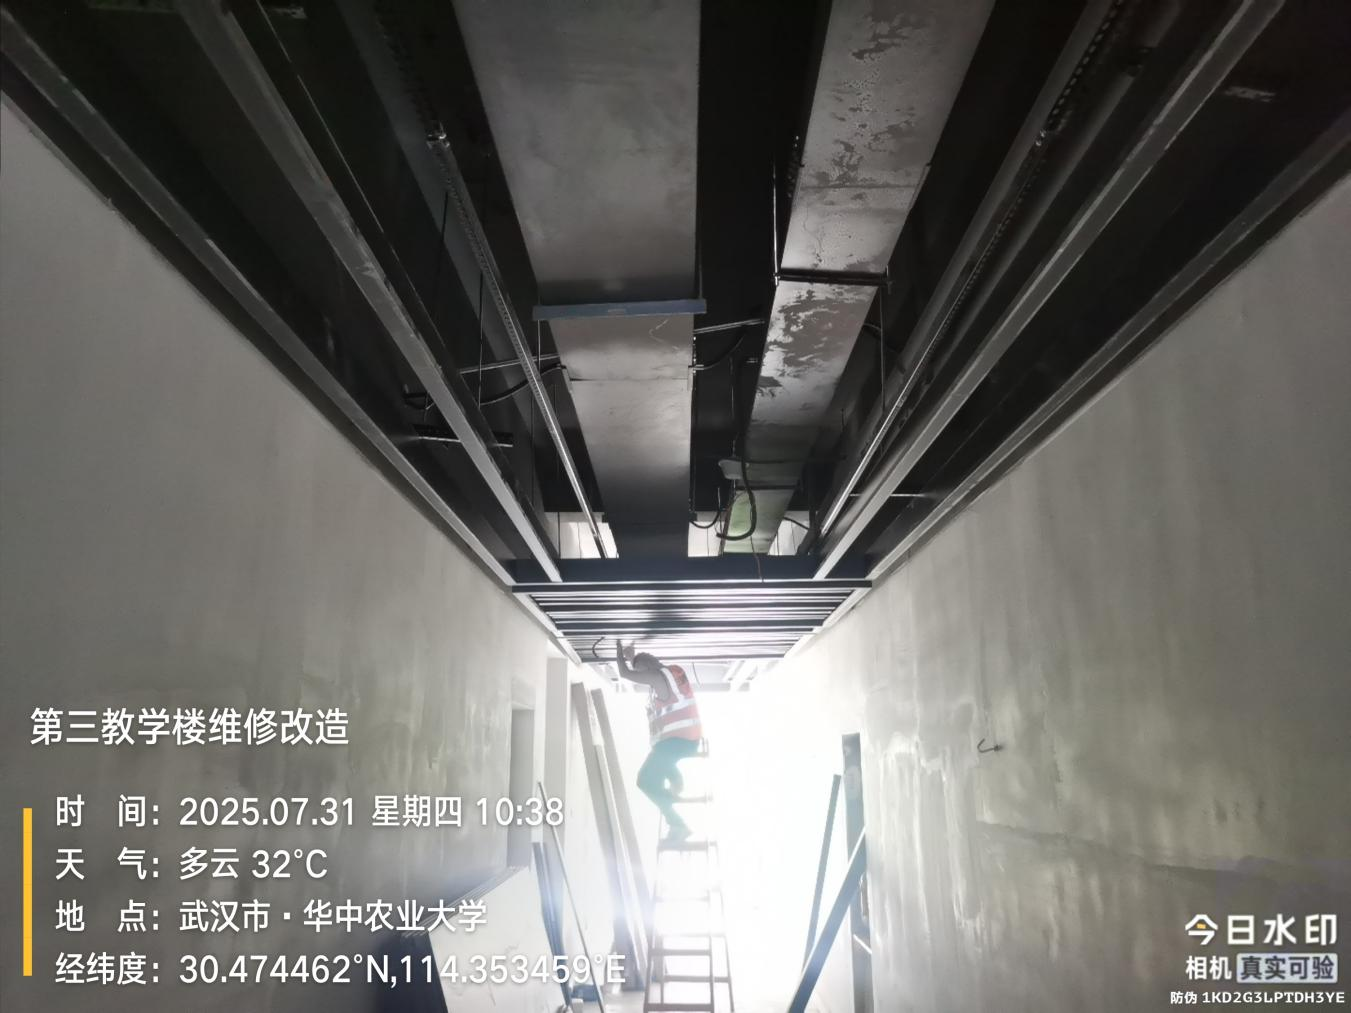 第三教学楼维修改造
时 间：2025.07.31 星期四 10:38
天 气：多云 32°C
地 点：武汉市·华中农业大学
经纬度：30.474462°N,114.353459°E
今日水印
相机 真实可验
防伪 1KD2G3LPTDH3YE